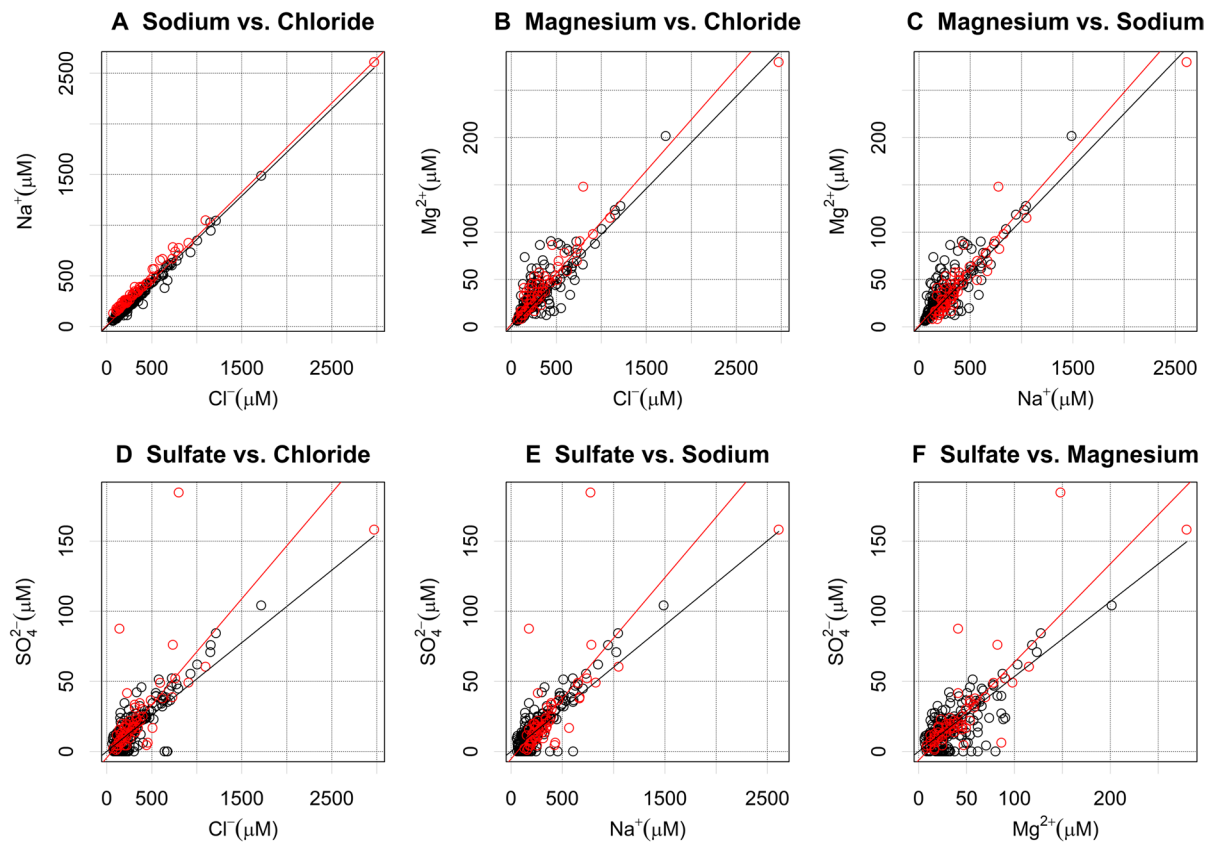 A Sodium vs. Chloride
B Magnesium vs. Chloride
C Magnesium vs. Sodium
Na⁺(μM)
0
500
1500
2500
0
500
1500
2500
Cl⁻(μM)
Mg²⁺(μM)
0
50
100
200
0
500
1500
2500
Cl⁻(μM)
Mg²⁺(μM)
0
50
100
200
0
500
1500
2500
Na⁺(μM)
D Sulfate vs. Chloride
E Sulfate vs. Sodium
F Sulfate vs. Magnesium
SO₄²⁻(μM)
0
50
100
150
0
500
1500
2500
Cl⁻(μM)
SO₄²⁻(μM)
0
50
100
150
0
500
1500
2500
Na⁺(μM)
SO₄²⁻(μM)
0
50
100
150
0
50
100
200
Mg²⁺(μM)